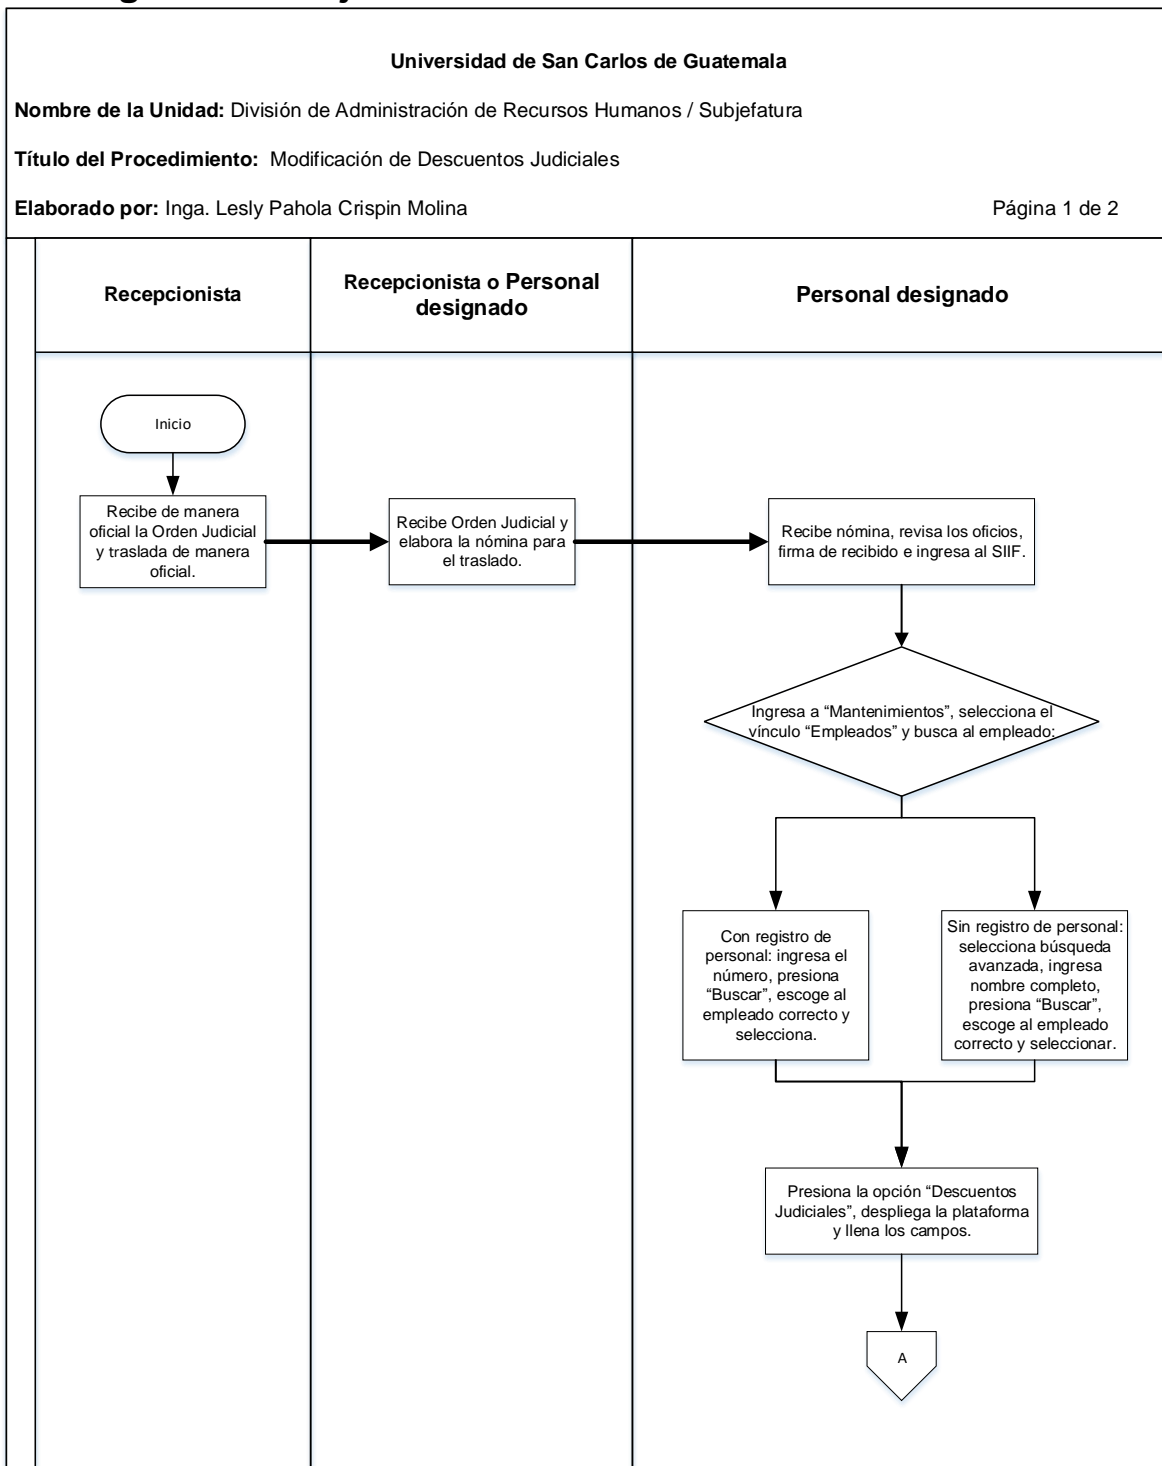 Universidad de San Carlos de Guatemala
Nombre de la Unidad: División de Administración de Recursos Humanos / Subjefatura
Título del Procedimiento: Modificación de Descuentos Judiciales
Elaborado por: Inga. Lesly Pahola Crispin Molina
Página 1 de 2
Recepcionista
Recepcionista o Personal
designado
Personal designado
Inicio
Recibe de manera
oficial la Orden Judicial
y traslada de manera
oficial.
Recibe Orden Judicial y
elabora la nómina para
el traslado.
Recibe nómina, revisa los oficios,
firma de recibido e ingresa al SIIF.
Ingresa a “Mantenimientos”, selecciona el
vínculo “Empleados” y busca al empleado:
Con registro de
personal: ingresa el
número, presiona
“Buscar”, escoge al
empleado correcto y
selecciona.
Sin registro de personal:
selecciona búsqueda
avanzada, ingresa
nombre completo,
presiona “Buscar”,
escoge al empleado
correcto y seleccionar.
Presiona la opción “Descuentos
Judiciales”, despliega la plataforma
y llena los campos.
A